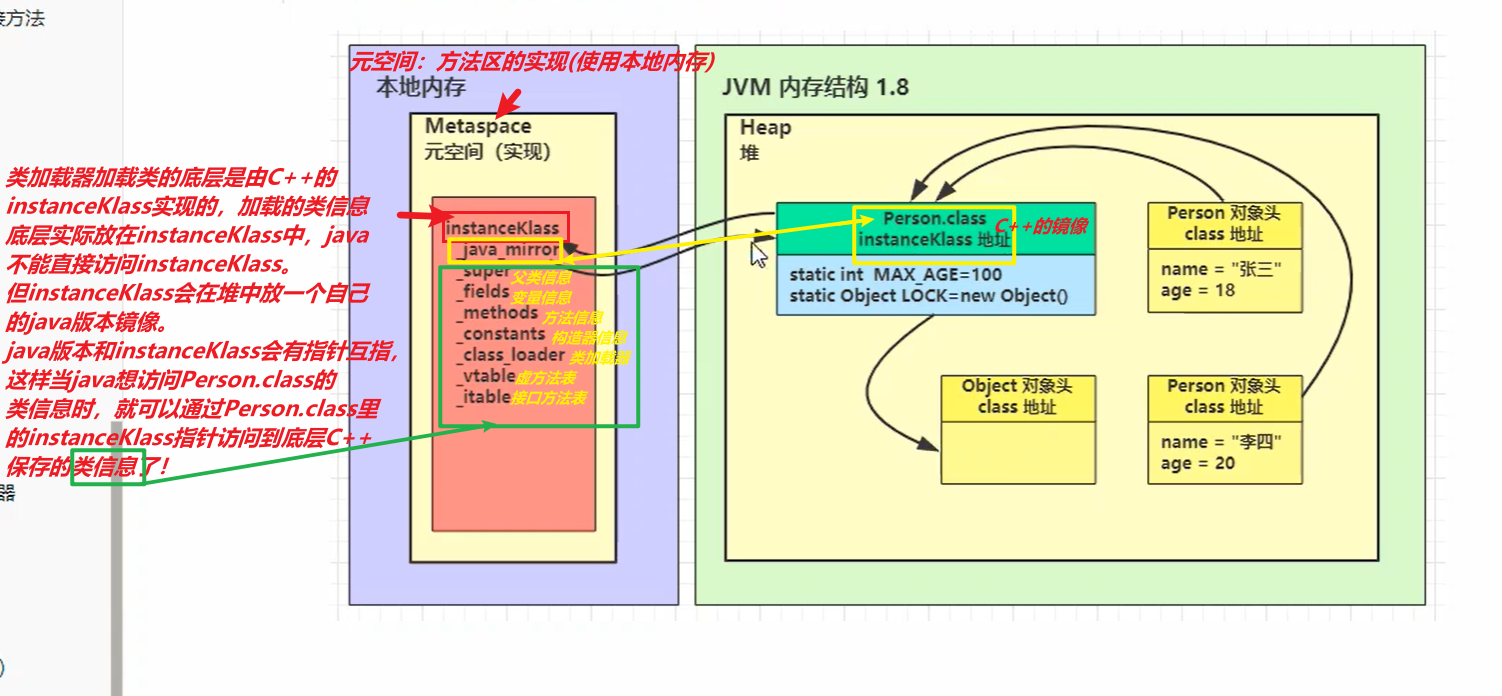 接方法
元空间：方法区的实现(使用本地内存)
本地内存
Metaspace
元空间（实现）
类加载器加载类的底层是由C++的
instanceKlass实现的，加载的类信息
底层实际放在instanceKlass中，java
不能直接访问instanceKlass。
但instanceKlass会在堆中放一个自己
的java版本镜像。
java版本和instanceKlass会有指针互指，
这样当java想访问Person.class的
类信息时，就可以通过Person.class里
的instanceKlass指针访问到底层C++
保存的类信息了！
器
)
instanceKlass
_java_mirror
_super 父类信息
_fields 变量信息
_methods 方法信息
_constants 构造器信息
_class_loader 类加载器
_vtable 虚方法表
_itable 接口方法表
JVM 内存结构 1.8
Heap
堆
Person.class
instanceKlass 地址
C++的镜像
static int MAX_AGE=100
static Object LOCK=new Object()
Person 对象头
class 地址
name = "张三"
age = 18
Object 对象头
class 地址
Person 对象头
class 地址
name = "李四"
age = 20